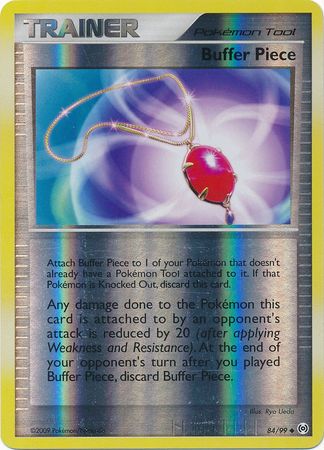 TRAINER
Pokémon Tool
Buffer Piece
Attach Buffer Piece to 1 of your Pokémon that doesn't
already have a Pokémon Tool attached to it. If that
Pokémon is Knocked Out, discard this card.
Any damage done to the Pokémon this
card is attached to by an opponent's
attack is reduced by 20 (after applying
Weakness and Resistance). At the end of
your opponent's turn after you played
Buffer Piece, discard Buffer Piece.
Illus. Ryo Ueda
©2009 Pokémon/Nintendo
84/99